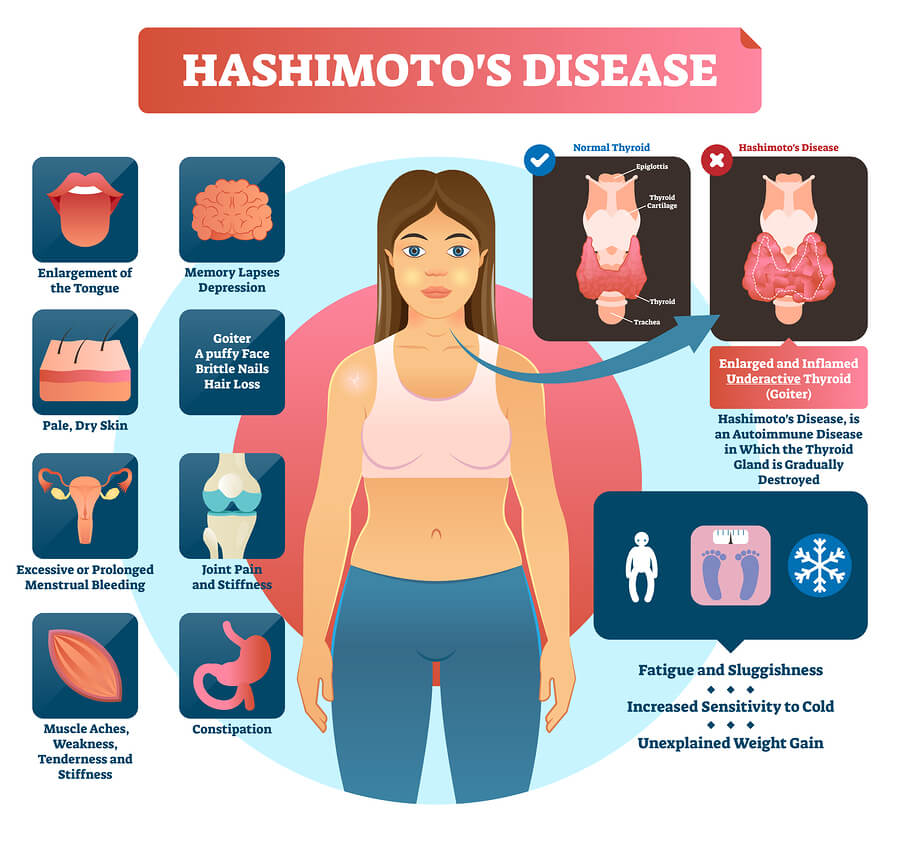 HASHIMOTO'S DISEASE
Enlargement of
the Tongue
Memory Lapses
Depression
Pale, Dry Skin
Goiter
A puffy Face
Brittle Nails
Hair Loss
Excessive or Prolonged
Menstrual Bleeding
Joint Pain
and Stiffness
Muscle Aches,
Weakness,
Tenderness and
Stiffness
Constipation
Normal Thyroid
Epiglottis
Thyroid
Cartilage
Thyroid
Trachea
Hashimoto's Disease
Enlarged and Inflamed
Underactive Thyroid
(Goiter)
Hashimoto's Disease, is
an Autoimmune Disease
in Which the Thyroid
Gland is Gradually
Destroyed
Fatigue and Sluggishness
Increased Sensitivity to Cold
Unexplained Weight Gain